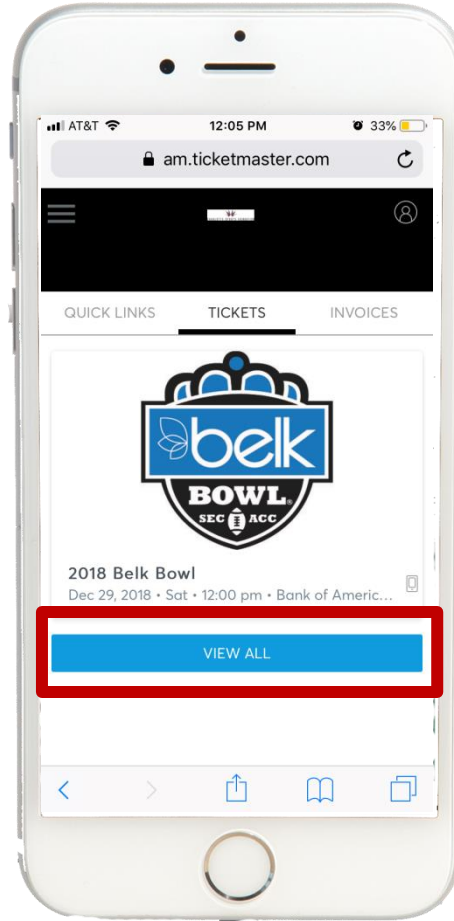 AT&T 12:05 PM 33%
am.ticketmaster.com
QUICK LINKS TICKETS INVOICES
belk
BOWL
SEC ACC
2018 Belk Bowl
Dec 29, 2018 • Sat • 12:00 pm • Bank of Americ...
VIEW ALL